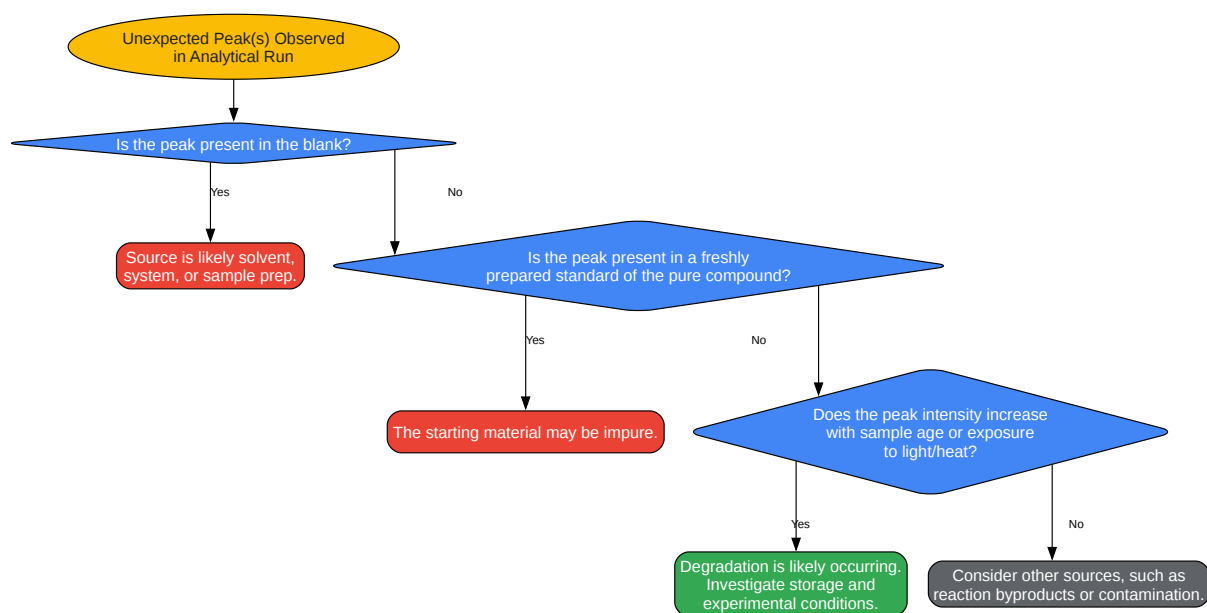 Unexpected Peak(s) Observed
in Analytical Run
Is the peak present in the blank?
Yes
No
Source is likely solvent,
system, or sample prep.
Is the peak present in a freshly
prepared standard of the pure compound?
Yes
No
The starting material may be impure.
Does the peak intensity increase
with sample age or exposure
to light/heat?
Yes
No
Degradation is likely occurring.
Investigate storage and
experimental conditions.
Consider other sources, such as
reaction byproducts or contamination.